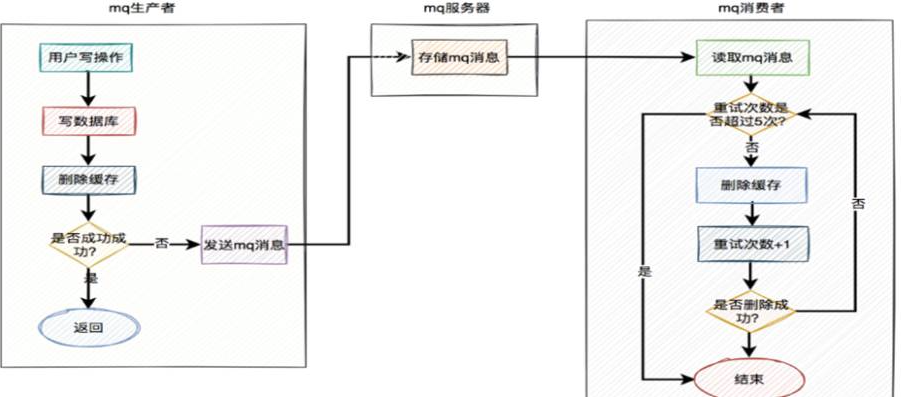 mq生产者
用户写操作
写数据库
删除缓存
是否成功成
功?
否
发送mq消息
是
返回
mq服务器
存储mq消息
mq消费者
读取mq消息
重试次数是
否超过5次?
否
删除缓存
重试次数+1
是否删除成
功?
否
是
结束